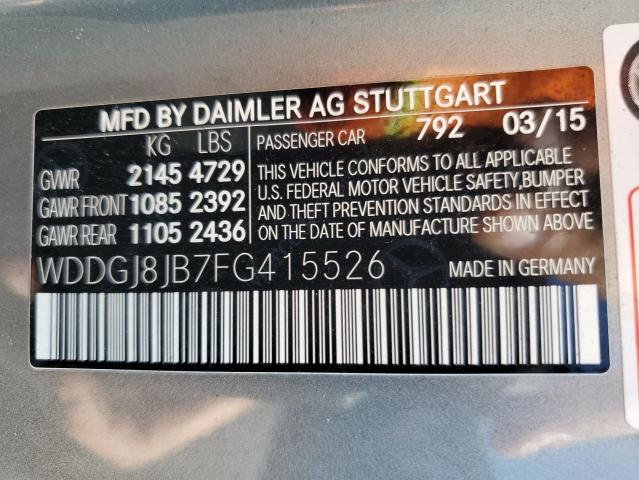 MFD BY DAIMLER AG STUTTGART
KG LBS
PASSENGER CAR 792 03/15
GVWR 2145 4729
GAWR FRONT 1085 2392
GAWR REAR 1105 2436
THIS VEHICLE CONFORMS TO ALL APPLICABLE
U.S. FEDERAL MOTOR VEHICLE SAFETY,BUMPER
AND THEFT PREVENTION STANDARDS IN EFFECT
ON THE DATE OF MANUFACTURE SHOWN ABOVE.
WDDGJ8JB7FG415526 MADE IN GERMANY